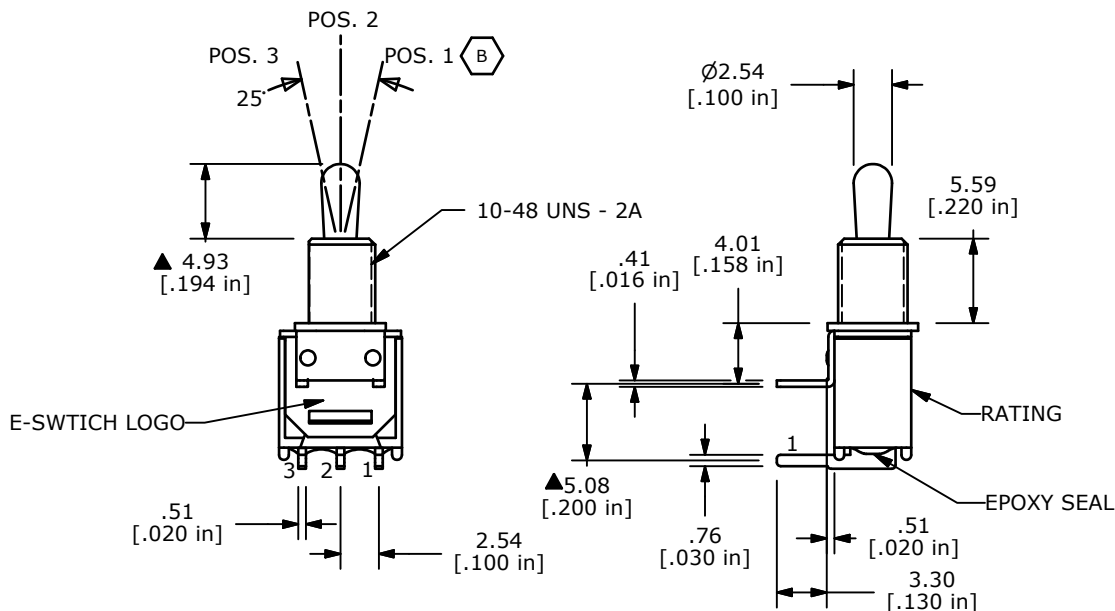 POS. 2
POS. 3
POS. 1
B
25°
10-48 UNS - 2A
▲ 4.93
[.194 in]
E-SWTICH LOGO
3
2
1
.51
[.020 in]
2.54
[.100 in]
Ø2.54
[.100 in]
5.59
[.220 in]
4.01
[.158 in]
.41
[.016 in]
RATING
1
▲5.08
[.200 in]
EPOXY SEAL
.76
[.030 in]
.51
[.020 in]
3.30
[.130 in]